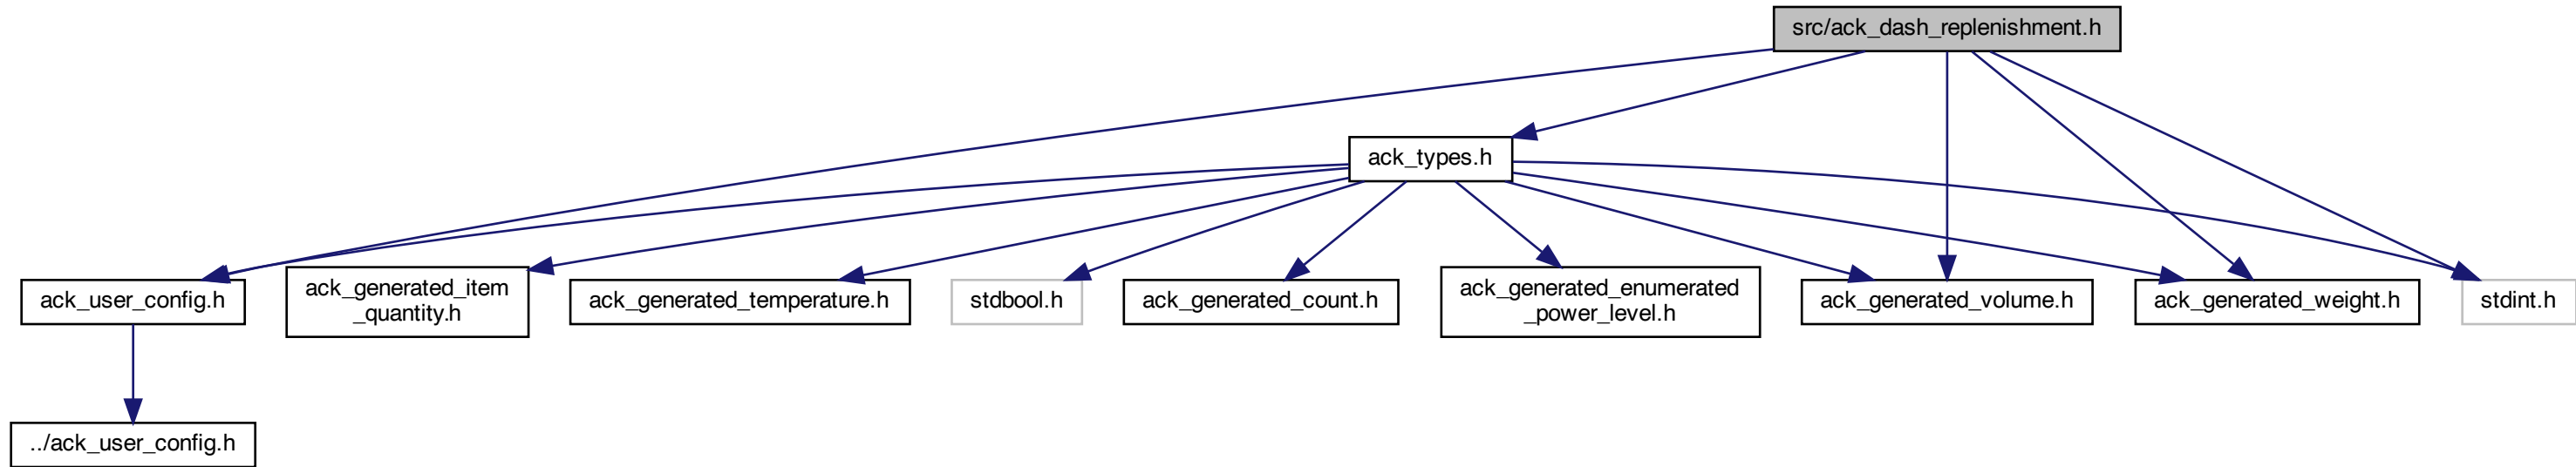 src/ack_dash_replenishment.h
ack_types.h
ack_user_config.h
ack_generated_item
_quantity.h
ack_generated_temperature.h
stdbool.h
ack_generated_count.h
ack_generated_enumerated
_power_level.h
ack_generated_volume.h
ack_generated_weight.h
stdint.h
../ack_user_config.h